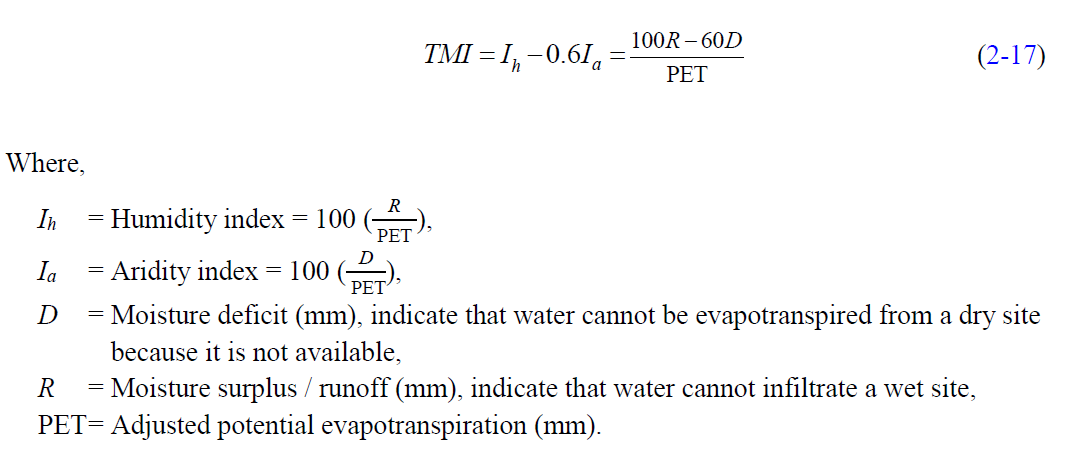 TMI = I_h − 0.6I_a = (100R − 60D)/PET (2-17)
Where,
I_h = Humidity index = 100 (R/PET),
I_a = Aridity index = 100 (D/PET),
D = Moisture deficit (mm), indicate that water cannot be evapotranspired from a dry site
because it is not available,
R = Moisture surplus / runoff (mm), indicate that water cannot infiltrate a wet site,
PET= Adjusted potential evapotranspiration (mm).